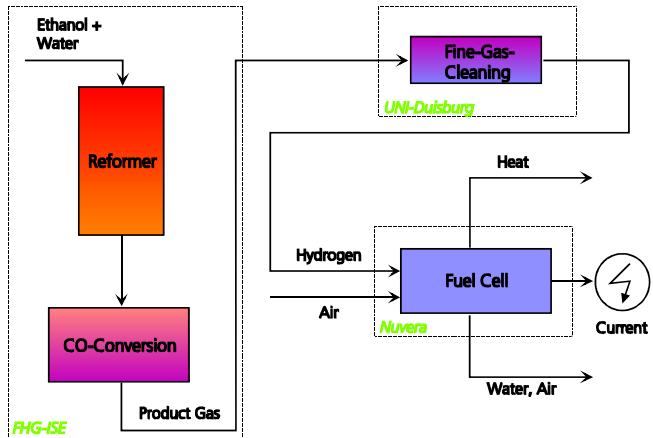 Ethanol +
Water
Reformer
CO-Conversion
Product Gas
FHG-ISE
Fine-Gas-
Cleaning
UNI-Duisburg
Heat
Hydrogen
Fuel Cell
Air
Nuvera
Current
Water, Air